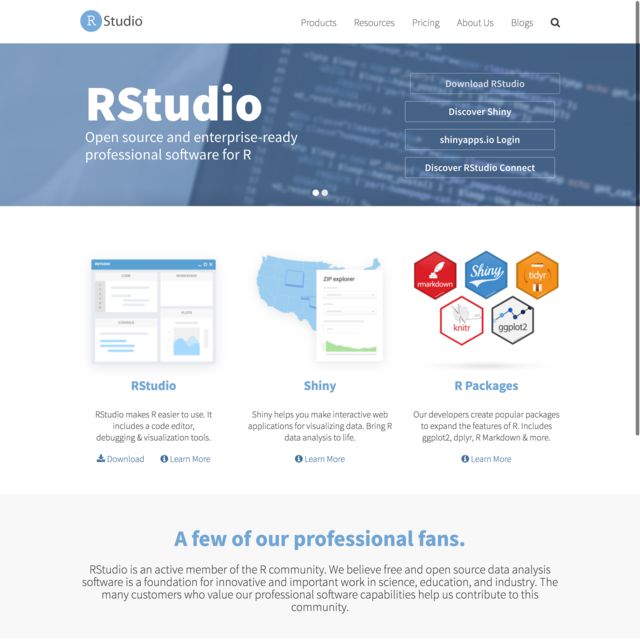 R Studio
Products Resources Pricing About Us Blogs
RStudio
Open source and enterprise-ready
professional software for R
Download RStudio
Discover Shiny
shinyapps.io Login
Discover RStudio Connect
RSTUDIO
CODE
CONSOLE
PLOTS
ZIP explorer
markdown
Shiny
tidyr
knitr
ggplot2
RStudio
RStudio makes R easier to use. It
includes a code editor,
debugging & visualization tools.
Download Learn More
Shiny
Shiny helps you make interactive web
applications for visualizing data. Bring R
data analysis to life.
Learn More
R Packages
Our developers create popular packages
to expand the features of R. Includes
ggplot2, dplyr, R Markdown & more.
Learn More
A few of our professional fans.
RStudio is an active member of the R community. We believe free and open source data analysis
software is a foundation for innovative and important work in science, education, and industry. The
many customers who value our professional software capabilities help us contribute to this
community.